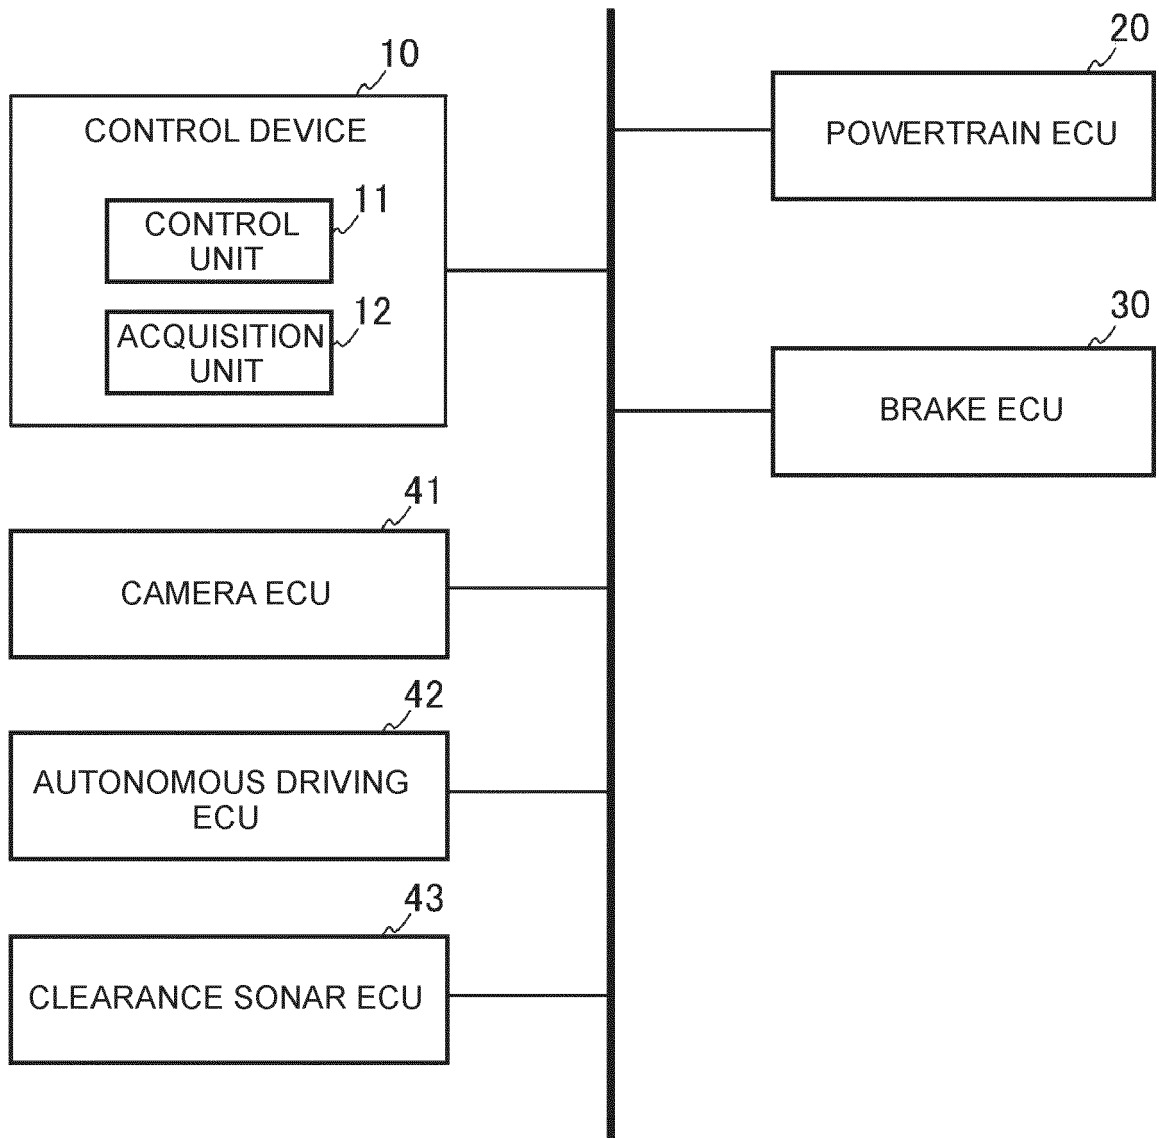 10
CONTROL DEVICE
11
CONTROL
UNIT
12
ACQUISITION
UNIT
41
CAMERA ECU
42
AUTONOMOUS DRIVING
ECU
43
CLEARANCE SONAR ECU
20
POWERTRAIN ECU
30
BRAKE ECU